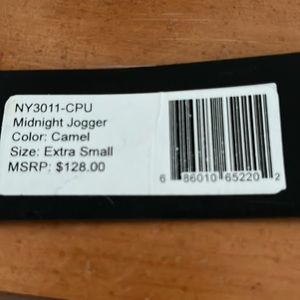 NY3011-CPU
Midnight Jogger
Color: Camel
Size: Extra Small
MSRP: $128.00
6 86010 65220 2